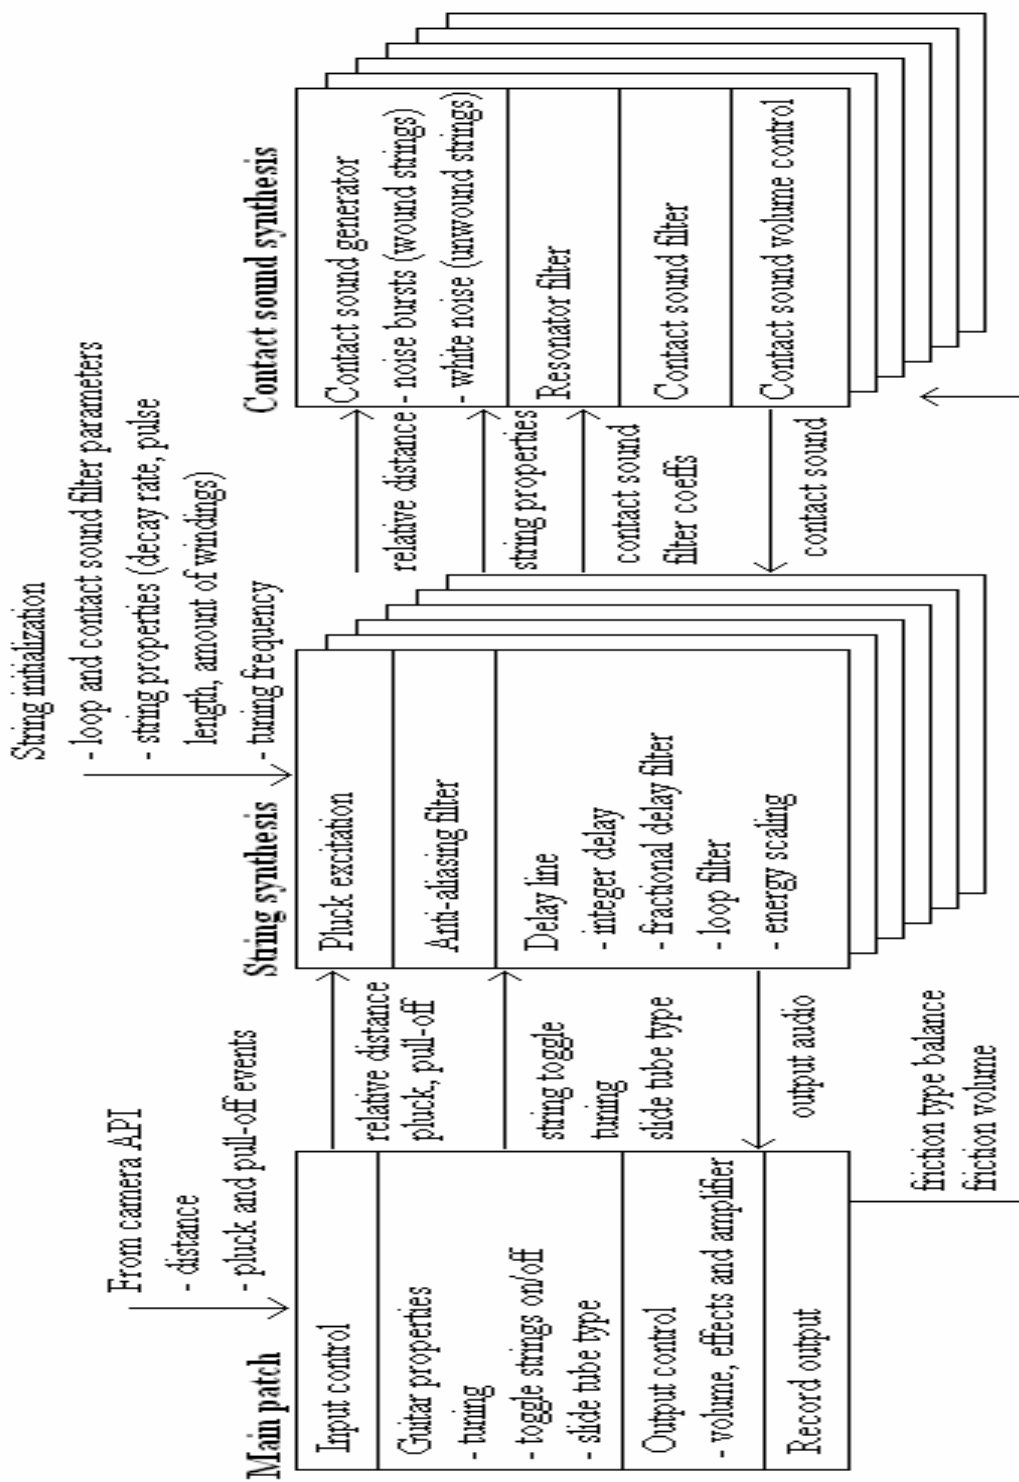 From camera API
- distance
- pluck and pull-off events
Main patch
Input control
Guitar properties
- tuning
- toggle strings on/off
- slide tube type
Output control
- volume, effects and amplifier
Record output
relative distance
pluck, pull-off
string toggle
tuning
slide tube type
output audio
friction type balance
friction volume
String initialization
- loop and contact sound filter parameters
- string properties (decay rate, pulse
length, amount of windings)
- tuning frequency
String synthesis
Pluck excitation
Anti-aliasing filter
Delay line
- integer delay
- fractional delay filter
- loop filter
- energy scaling
relative distance
string properties
contact sound
filter coeffs
contact sound
Contact sound synthesis
Contact sound generator
- noise bursts (wound strings)
- white noise (unwound strings)
Resonator filter
Contact sound filter
Contact sound volume control